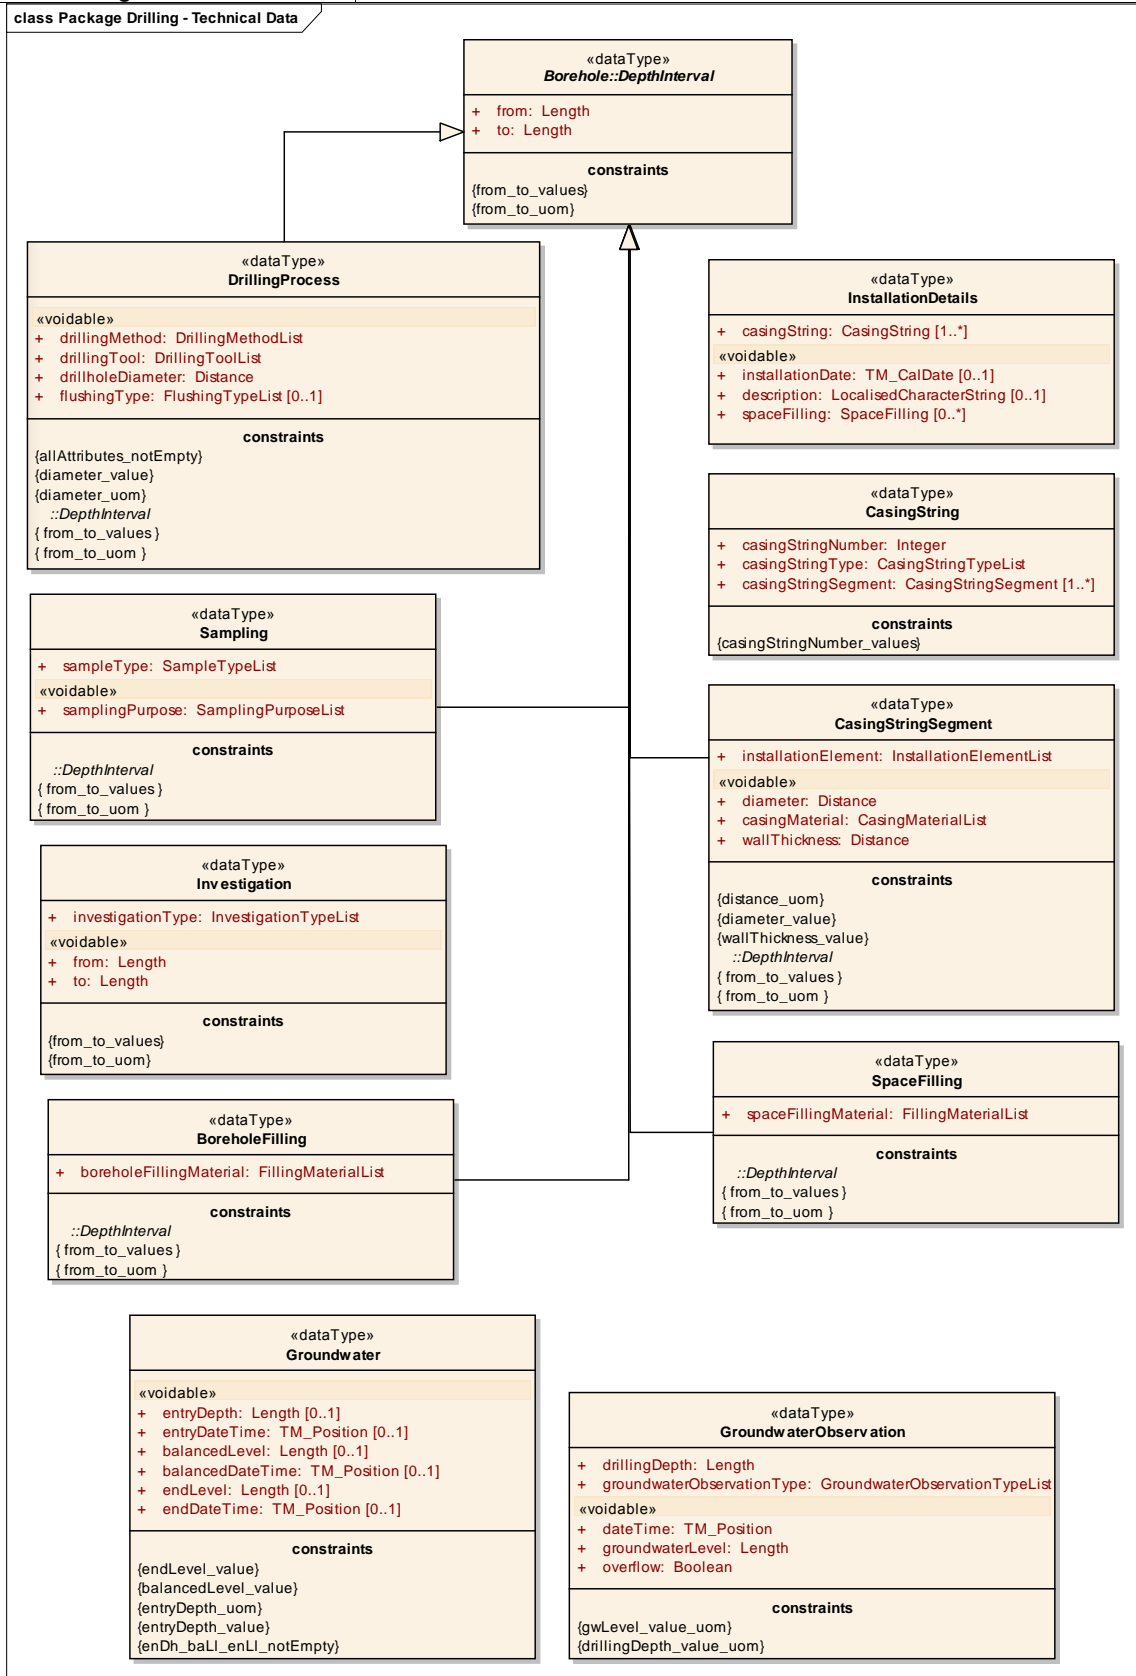 class Package Drilling - Technical Data
«dataType»
Borehole::DepthInterval
+ from: Length
+ to: Length
constraints
{from_to_values}
{from_to_uom}
«dataType»
DrillingProcess
«voidable»
+ drillingMethod: DrillingMethodList
+ drillingTool: DrillingToolList
+ drillholeDiameter: Distance
+ flushingType: FlushingTypeList [0..1]
constraints
{allAttributes_notEmpty}
{diameter_value}
{diameter_uom}
::DepthInterval
{ from_to_values }
{ from_to_uom }
«dataType»
InstallationDetails
+ casingString: CasingString [1..*]
«voidable»
+ installationDate: TM_CalDate [0..1]
+ description: LocalisedCharacterString [0..1]
+ spaceFilling: SpaceFilling [0..*]
«dataType»
CasingString
+ casingStringNumber: Integer
+ casingStringType: CasingStringTypeList
+ casingStringSegment: CasingStringSegment [1..*]
constraints
{casingStringNumber_values}
«dataType»
Sampling
+ sampleType: SampleTypeList
«voidable»
+ samplingPurpose: SamplingPurposeList
constraints
::DepthInterval
{ from_to_values }
{ from_to_uom }
«dataType»
CasingStringSegment
+ installationElement: InstallationElementList
«voidable»
+ diameter: Distance
+ casingMaterial: CasingMaterialList
+ wallThickness: Distance
constraints
{distance_uom}
{diameter_value}
{wallThickness_value}
::DepthInterval
{ from_to_values }
{ from_to_uom }
«dataType»
Investigation
+ investigationType: InvestigationTypeList
«voidable»
+ from: Length
+ to: Length
constraints
{from_to_values}
{from_to_uom}
«dataType»
SpaceFilling
+ spaceFillingMaterial: FillingMaterialList
constraints
::DepthInterval
{ from_to_values }
{ from_to_uom }
«dataType»
BoreholeFilling
+ boreholeFillingMaterial: FillingMaterialList
constraints
::DepthInterval
{ from_to_values }
{ from_to_uom }
«dataType»
Groundwater
«voidable»
+ entryDepth: Length [0..1]
+ entryDateTime: TM_Position [0..1]
+ balancedLevel: Length [0..1]
+ balancedDateTime: TM_Position [0..1]
+ endLevel: Length [0..1]
+ endDateTime: TM_Position [0..1]
constraints
{endLevel_value}
{balancedLevel_value}
{entryDepth_uom}
{entryDepth_value}
{enDh_baLl_enLl_notEmpty}
«dataType»
GroundwaterObservation
+ drillingDepth: Length
+ groundwaterObservationType: GroundwaterObservationTypeList
«voidable»
+ dateTime: TM_Position
+ groundwaterLevel: Length
+ overflow: Boolean
constraints
{gwLevel_value_uom}
{drillingDepth_value_uom}